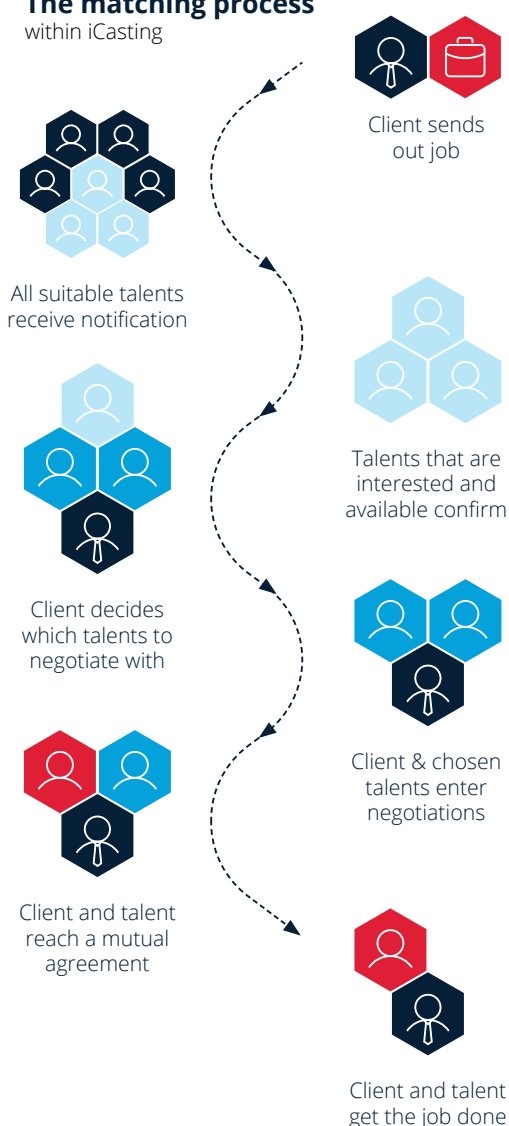 The matching process
within iCasting
Client sends
out job
All suitable talents
receive notification
Talents that are
interested and
available confirm
Client decides
which talents to
negotiate with
Client & chosen
talents enter
negotiations
Client and talent
reach a mutual
agreement
Client and talent
get the job done